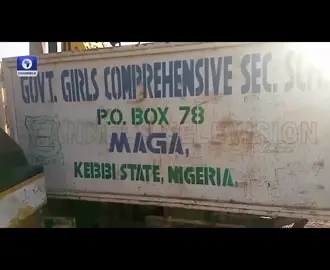 GOVT. GIRLS COMPREHENSIVE SEC. SCH
P.O. BOX 78
MAGA,
KEBBI STATE, NIGERIA.